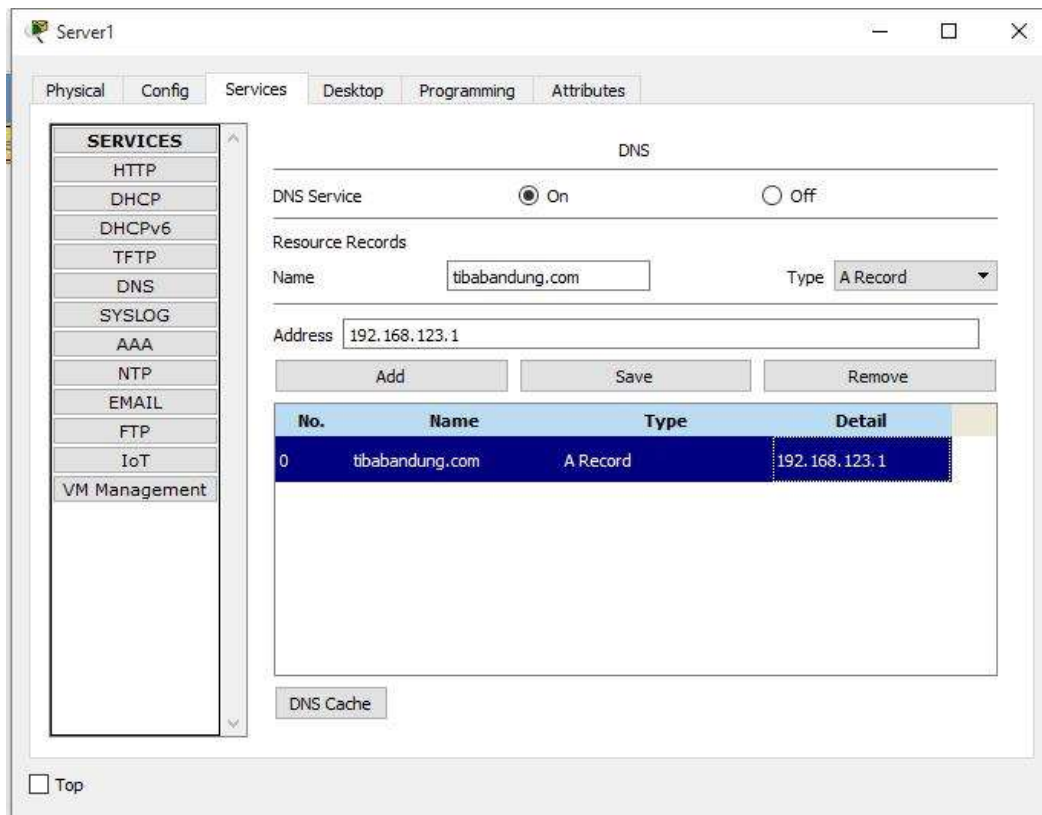 Server1
Physical Config Services Desktop Programming Attributes
SERVICES
HTTP
DHCP
DHCPv6
TFTP
DNS
SYSLOG
AAA
NTP
EMAIL
FTP
IoT
VM Management
DNS
DNS Service On Off
Resource Records
Name tibabandung.com Type A Record
Address 192.168.123.1
Add Save Remove
No. Name Type Detail
0 tibabandung.com A Record 192.168.123.1
DNS Cache
Top